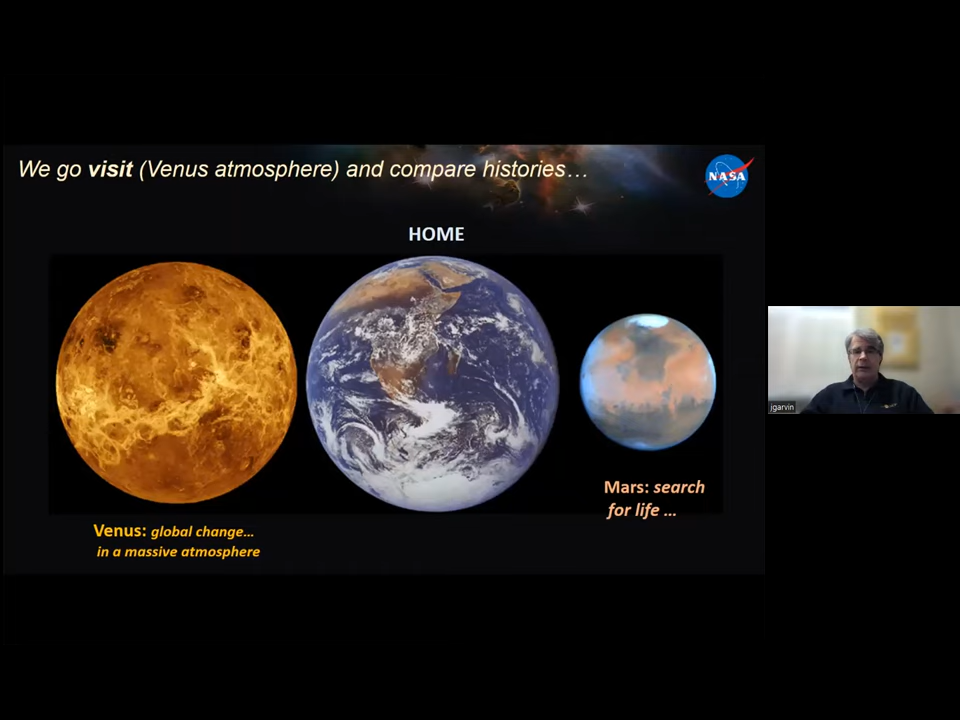 We go visit (Venus atmosphere) and compare histories…
NASA
HOME
jgarvin
Mars: search
for life …
Venus: global change…
in a massive atmosphere